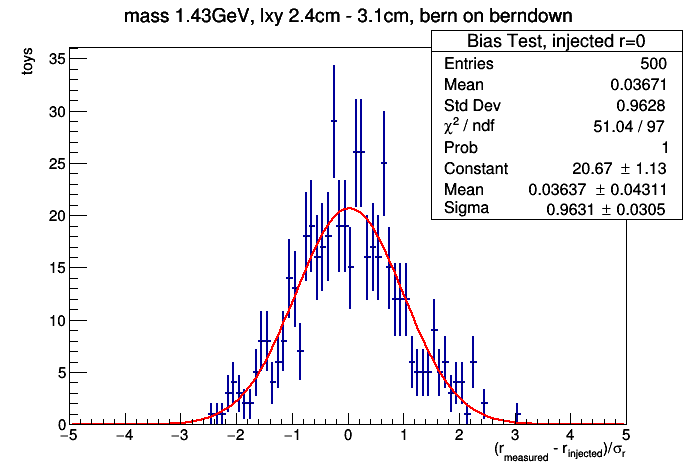 mass 1.43GeV, lxy 2.4cm - 3.1cm, bern on berndown
Bias Test, injected r=0
Entries 500
Mean 0.03671
Std Dev 0.9628
χ² / ndf 51.04 / 97
Prob 1
Constant 20.67 ± 1.13
Mean 0.03637 ± 0.04311
Sigma 0.9631 ± 0.0305
toys
35
30
25
20
15
10
5
0
−5 −4 −3 −2 −1 0 1 2 3 4 5
(r_measured - r_injected)/σ_r